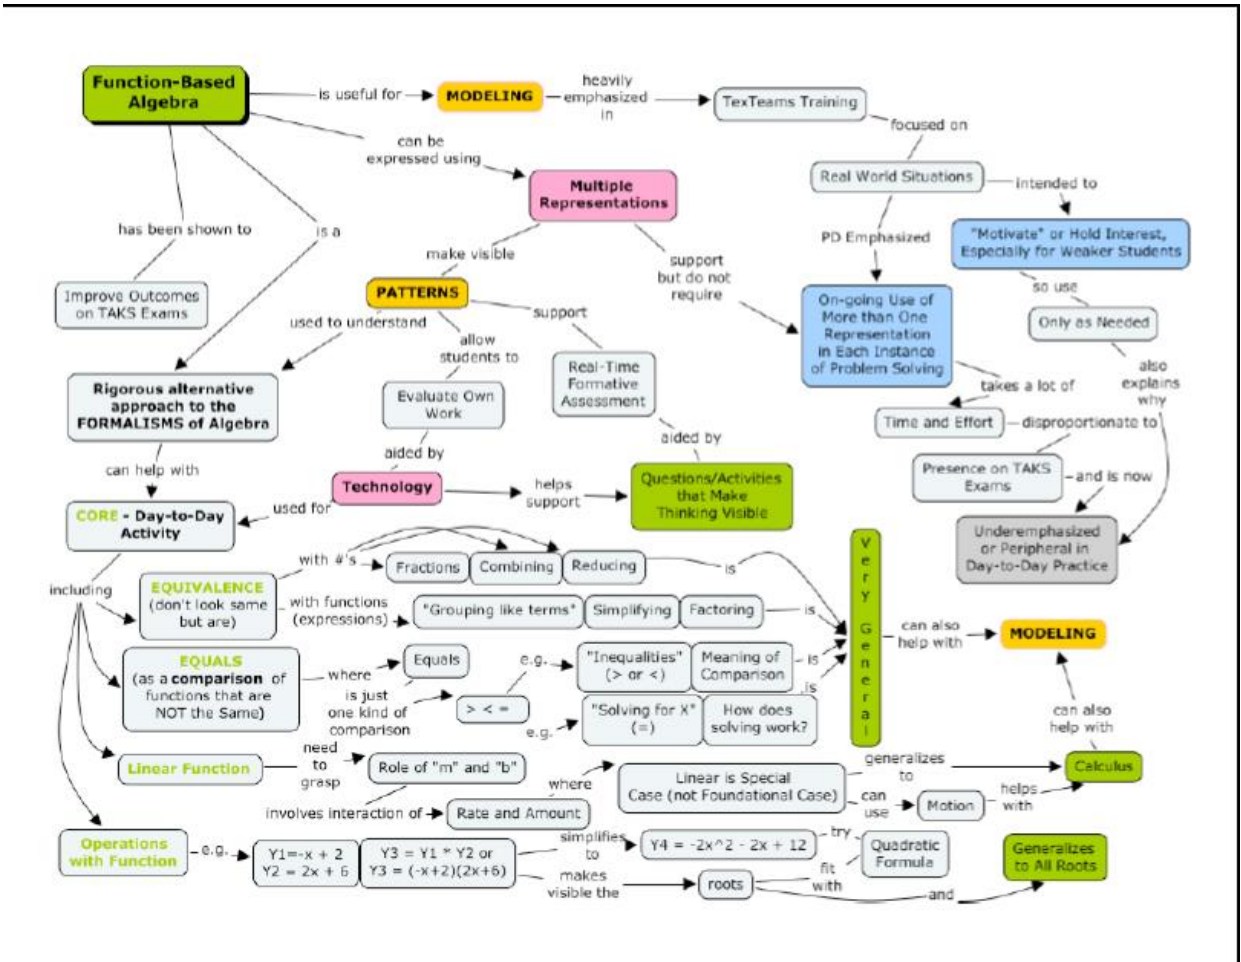 Function-Based
Algebra
is useful for
MODELING
heavily
emphasized
in
TexTeams Training
focused on
can be
expressed using
Multiple
Representations
Real World Situations
intended to
has been shown to
is a
make visible
support
but do not
require
PD Emphasized
"Motivate" or Hold Interest,
Especially for Weaker Students
Improve Outcomes
on TAKS Exams
PATTERNS
used to understand
support
allow
students to
On-going Use of
More than One
Representation
in Each Instance
of Problem Solving
so use
Only as Needed
also
explains
why
Rigorous alternative
approach to the
FORMALISMS of Algebra
Evaluate Own
Work
Real-Time
Formative
Assessment
takes a lot of
Time and Effort
disproportionate to
can help with
aided by
aided by
Presence on TAKS
Exams
and is now
Technology
helps
support
Questions/Activities
that Make
Thinking Visible
used for
CORE - Day-to-Day
Activity
Underemphasized
or Peripheral in
Day-to-Day Practice
including
EQUIVALENCE
(don't look same
but are)
with #'s
Fractions
Combining
Reducing
is
with functions
(expressions)
"Grouping like terms"
Simplifying
Factoring
is
Very General
can also
help with
MODELING
EQUALS
(as a comparison of
functions that are
NOT the Same)
where
Equals
is just
one kind of
comparison
> < =
e.g.
"Inequalities"
(> or <)
Meaning of
Comparison
is
e.g.
"Solving for X"
(=)
How does
solving work?
is
can also
help with
Linear Function
need
to
grasp
Role of "m" and "b"
involves interaction of
Rate and Amount
where
Linear is Special
Case (not Foundational Case)
generalizes
to
Calculus
can
use
Motion
helps
with
Operations
with Function
e.g.
Y1=-x + 2
Y2 = 2x + 6
Y3 = Y1 * Y2 or
Y3 = (-x+2)(2x+6)
simplifies
to
Y4 = -2x^2 - 2x + 12
try
Quadratic
Formula
makes
visible the
roots
fit
with
and
Generalizes
to All Roots